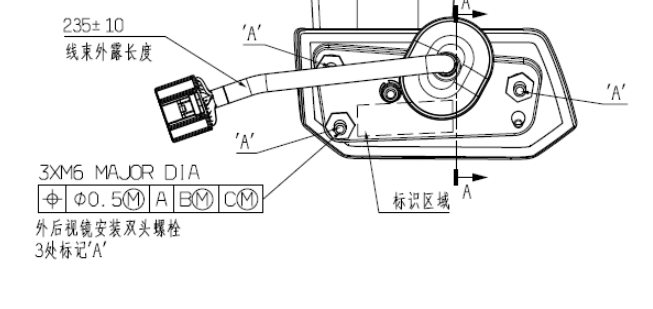 235±10
线束外露长度
'A'
A
'A'
'A'
3XM6 MAJOR DIA
⌖ Φ0.5Ⓜ A BⓂ CⓂ
外后视镜安装双头螺栓
3处标记'A'
标识区域
A